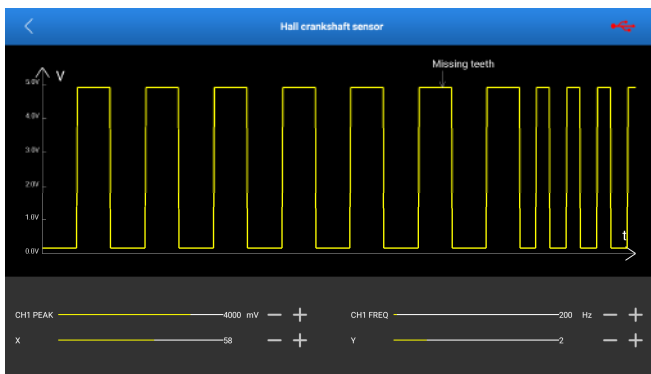 Hall crankshaft sensor
Missing teeth
V
5.0V
4.0V
3.0V
2.0V
1.0V
0.0V
t
CH1 PEAK 4000 mV — + CH1 FREQ 200 Hz — +
X 58 — + Y 2 — +